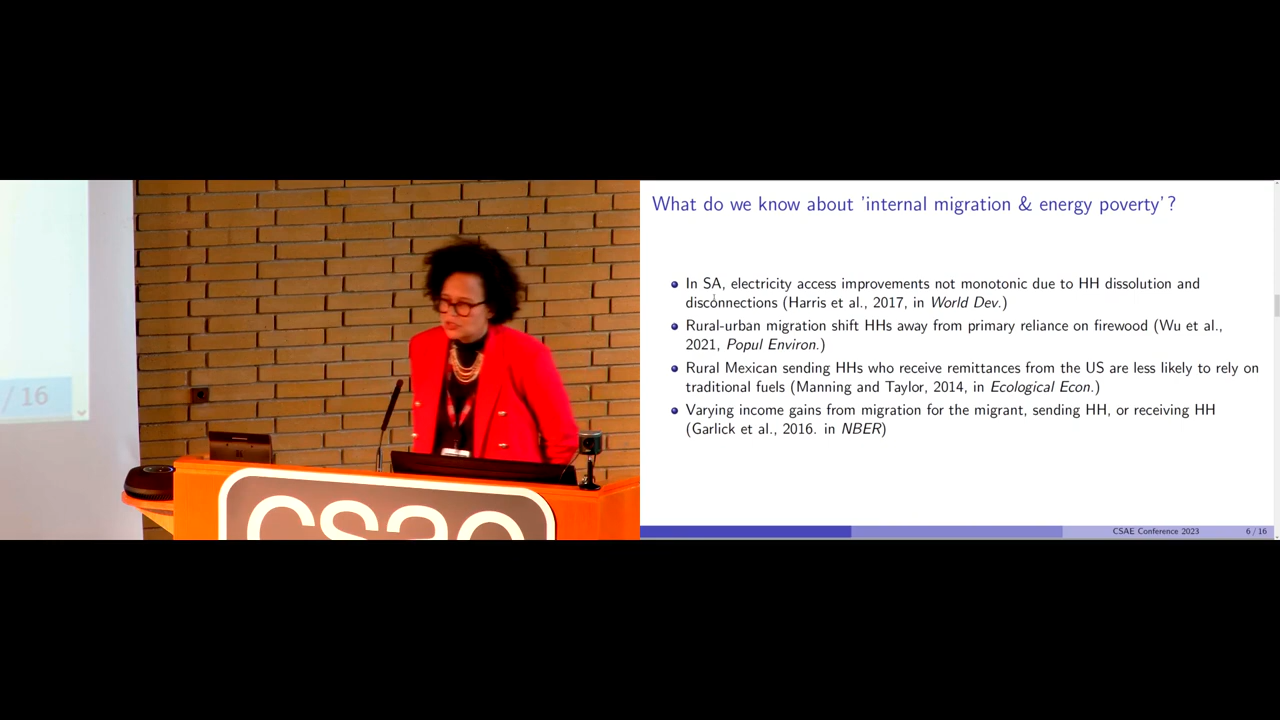 / 16
csae
What do we know about 'internal migration & energy poverty'?
In SA, electricity access improvements not monotonic due to HH dissolution and
disconnections (Harris et al., 2017, in World Dev.)
Rural-urban migration shift HHs away from primary reliance on firewood (Wu et al.,
2021, Popul Environ.)
Rural Mexican sending HHs who receive remittances from the US are less likely to rely on
traditional fuels (Manning and Taylor, 2014, in Ecological Econ.)
Varying income gains from migration for the migrant, sending HH, or receiving HH
(Garlick et al., 2016. in NBER)
CSAE Conference 2023
6 / 16